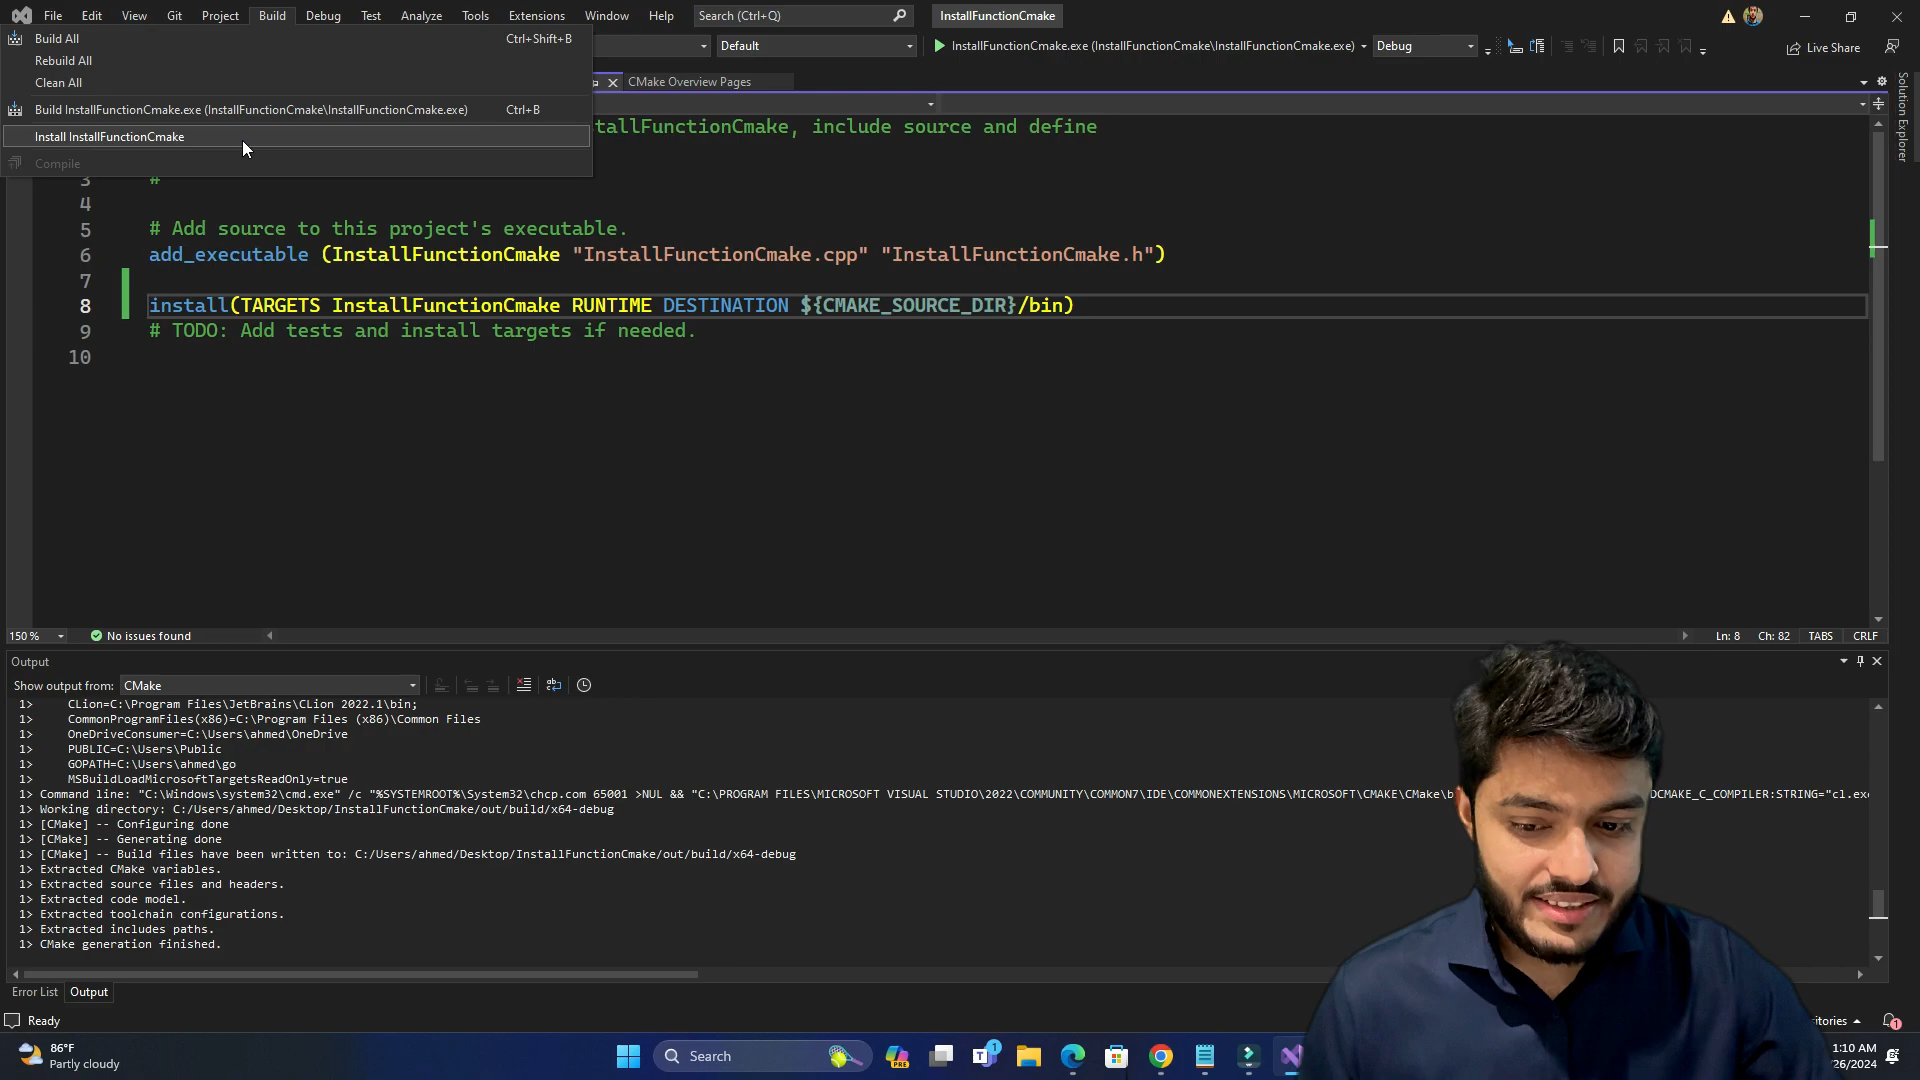 File Edit View Git Project Build Debug Test Analyze Tools Extensions Window Help Search (Ctrl+Q) InstallFunctionCmake
Build All Ctrl+Shift+B
Rebuild All
Clean All
Build InstallFunctionCmake.exe (InstallFunctionCmake\InstallFunctionCmake.exe) Ctrl+B
Install InstallFunctionCmake
Compile
Default InstallFunctionCmake.exe (InstallFunctionCmake\InstallFunctionCmake.exe) Debug Live Share
CMake Overview Pages
Solution Explorer
tallFunctionCmake, include source and define
3 #
4
5 # Add source to this project's executable.
6 add_executable (InstallFunctionCmake "InstallFunctionCmake.cpp" "InstallFunctionCmake.h")
7
8 install(TARGETS InstallFunctionCmake RUNTIME DESTINATION ${CMAKE_SOURCE_DIR}/bin)
9 # TODO: Add tests and install targets if needed.
10
150 % No issues found Ln: 8 Ch: 82 TABS CRLF
Output
Show output from: CMake
1> CLion=C:\Program Files\JetBrains\CLion 2022.1\bin;
1> CommonProgramFiles(x86)=C:\Program Files (x86)\Common Files
1> OneDriveConsumer=C:\Users\ahmed\OneDrive
1> PUBLIC=C:\Users\Public
1> GOPATH=C:\Users\ahmed\go
1> MSBuildLoadMicrosoftTargetsReadOnly=true
1> Command line: "C:\Windows\system32\cmd.exe" /c "%SYSTEMROOT%\System32\chcp.com 65001 >NUL && "C:\PROGRAM FILES\MICROSOFT VISUAL STUDIO\2022\COMMUNITY\COMMON7\IDE\COMMONEXTENSIONS\MICROSOFT\CMAKE\CMake\b DCMAKE_C_COMPILER:STRING="cl.exe
1> Working directory: C:/Users/ahmed/Desktop/InstallFunctionCmake/out/build/x64-debug
1> [CMake] -- Configuring done
1> [CMake] -- Generating done
1> [CMake] -- Build files have been written to: C:/Users/ahmed/Desktop/InstallFunctionCmake/out/build/x64-debug
1> Extracted CMake variables.
1> Extracted source files and headers.
1> Extracted code model.
1> Extracted toolchain configurations.
1> Extracted includes paths.
1> CMake generation finished.
Error List Output
Ready itories 1
86°F
Partly cloudy
Search PRE 1
1:10 AM
/26/2024